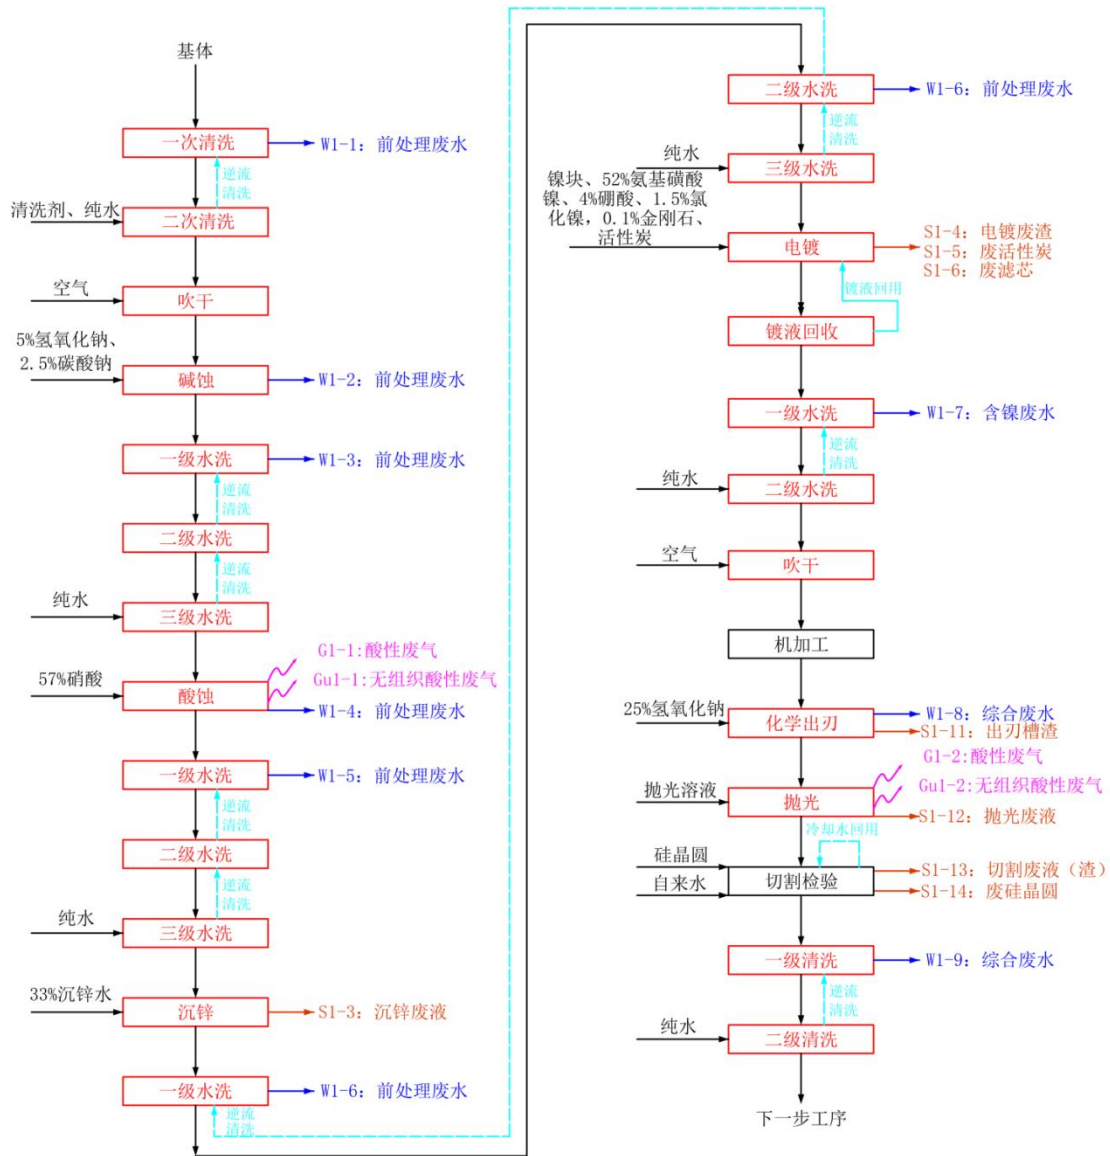 基体
一次清洗
W1-1: 前处理废水
逆流
清洗
清洗剂、纯水
二次清洗
空气
吹干
5%氢氧化钠、
2.5%碳酸钠
碱蚀
W1-2: 前处理废水
一级水洗
W1-3: 前处理废水
逆流
清洗
二级水洗
逆流
清洗
纯水
三级水洗
G1-1:酸性废气
Gu1-1:无组织酸性废气
57%硝酸
酸蚀
W1-4: 前处理废水
一级水洗
W1-5: 前处理废水
逆流
清洗
二级水洗
逆流
清洗
纯水
三级水洗
33%沉锌水
沉锌
S1-3: 沉锌废液
一级水洗
W1-6: 前处理废水
逆流
清洗
二级水洗
W1-6: 前处理废水
逆流
清洗
纯水
三级水洗
镍块、52%氨基磺酸
镍、4%硼酸、1.5%氯
化镍，0.1%金刚石、
活性炭
电镀
S1-4: 电镀废渣
S1-5: 废活性炭
S1-6: 废滤芯
镀液回用
镀液回收
一级水洗
W1-7: 含镍废水
逆流
清洗
纯水
二级水洗
空气
吹干
机加工
25%氢氧化钠
化学出刃
W1-8: 综合废水
S1-11: 出刃槽渣
G1-2:酸性废气
Gu1-2:无组织酸性废气
抛光溶液
抛光
S1-12: 抛光废液
冷却水回用
硅晶圆
自来水
切割检验
S1-13: 切割废液（渣）
S1-14: 废硅晶圆
一级清洗
W1-9: 综合废水
逆流
清洗
纯水
二级清洗
下一步工序